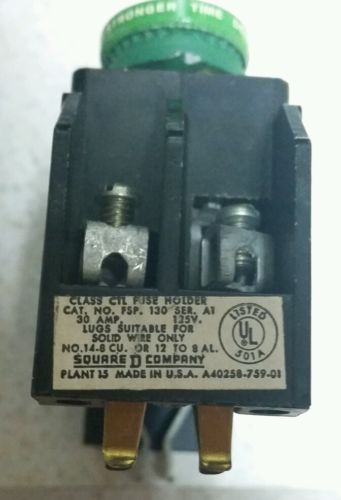 STRONGER TIME DE
CLASS CTL FUSE HOLDER
CAT. NO. FSP. 130 SER. A1
30 AMP. 125V.
LUGS SUITABLE FOR
SOLID WIRE ONLY
NO.14-8 CU. OR 12 TO 8 AL.
SQUARE D COMPANY
PLANT 15 MADE IN U.S.A. A40258-759-01
LISTED
UL
501A